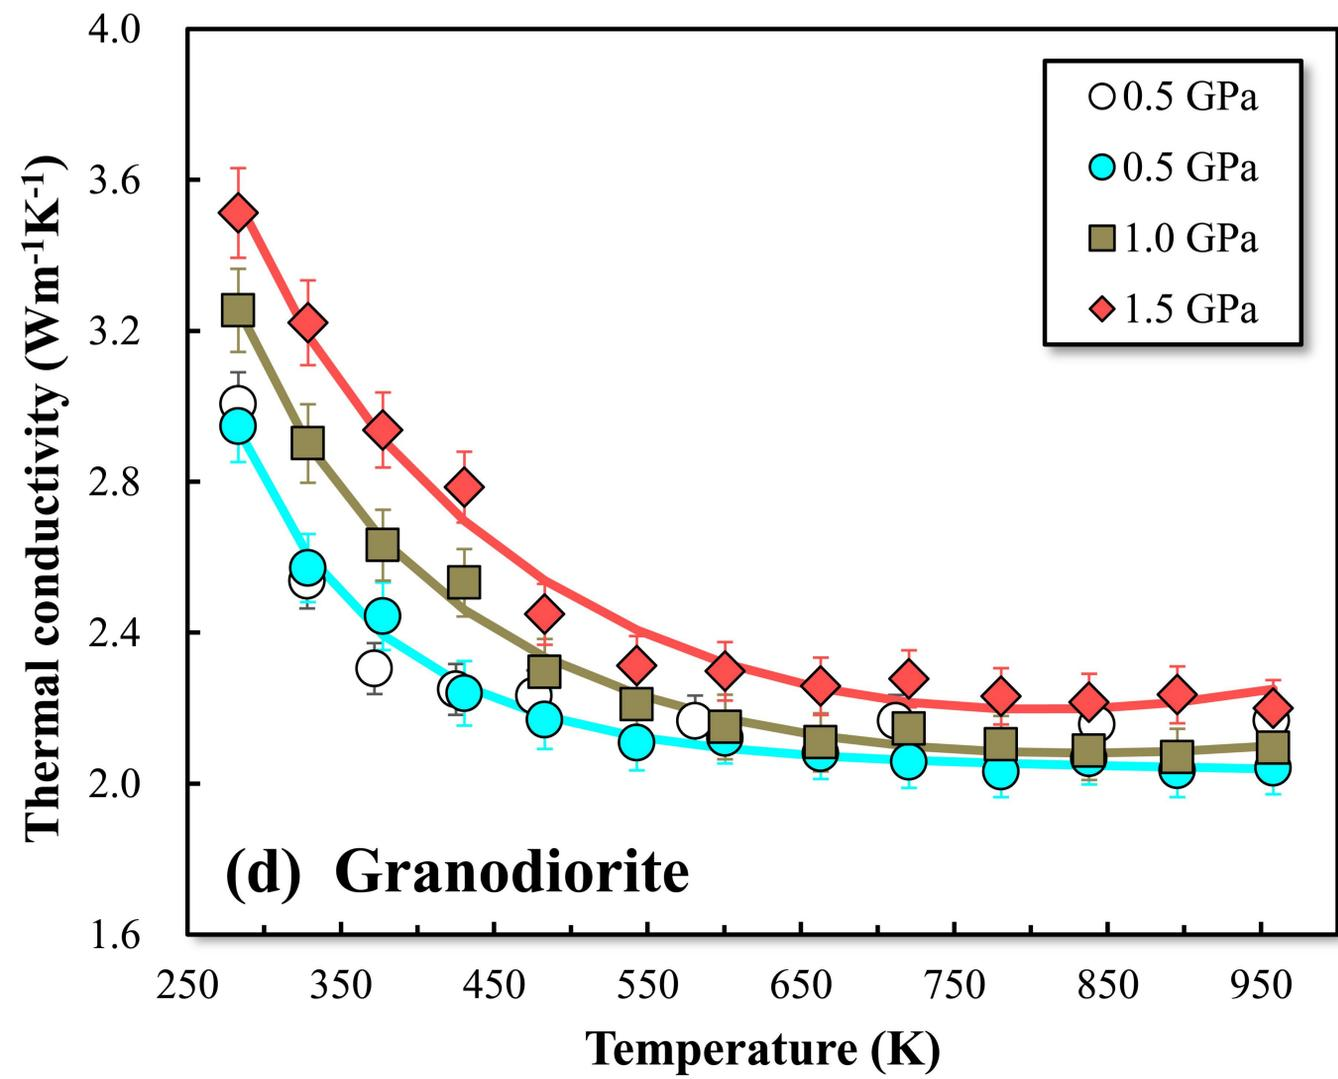 4.0
3.6
3.2
2.8
2.4
2.0
1.6
Thermal conductivity (Wm⁻¹K⁻¹)
0.5 GPa
0.5 GPa
1.0 GPa
1.5 GPa
(d) Granodiorite
250 350 450 550 650 750 850 950
Temperature (K)